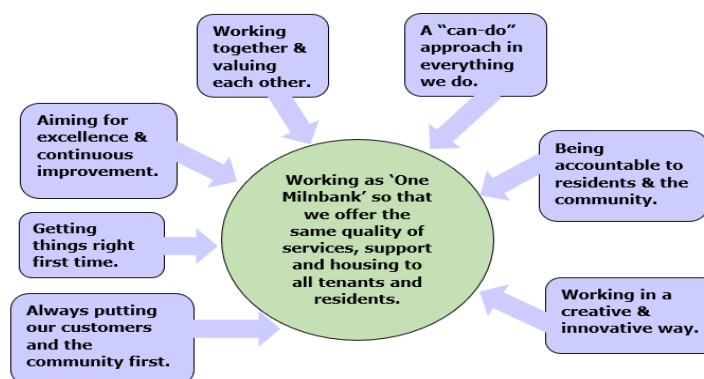 Working
together &
valuing
each other.
A “can-do”
approach in
everything
we do.
Aiming for
excellence &
continuous
improvement.
Being
accountable to
residents & the
community.
Working as ‘One
Milnbank’ so that
we offer the
same quality of
services, support
and housing to
all tenants and
residents.
Getting
things right
first time.
Always putting
our customers
and the
community first.
Working in a
creative &
innovative way.